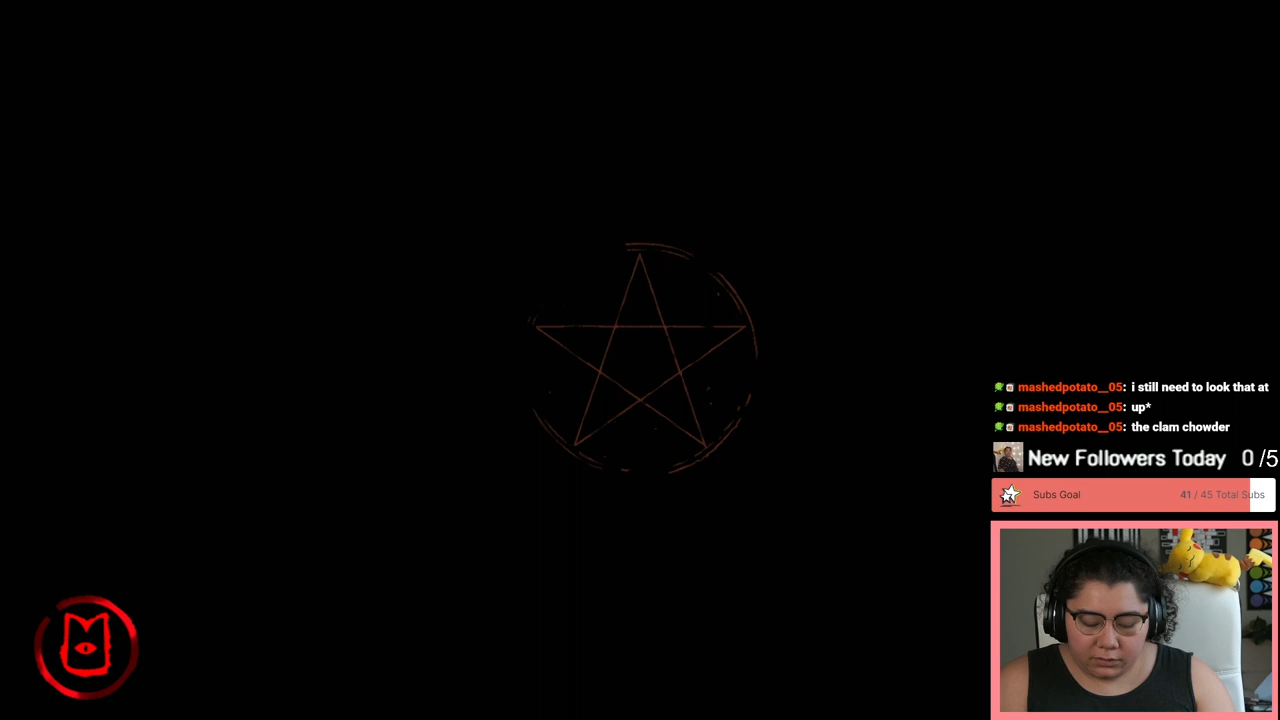 mashedpotato__05: i still need to look that at
mashedpotato__05: up*
mashedpotato__05: the clam chowder
New Followers Today 0 /5
Subs Goal 41 / 45 Total Subs